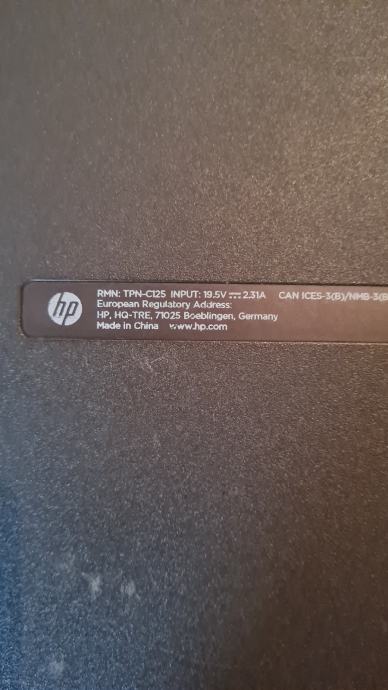 hp
RMN: TPN-C125 INPUT: 19.5V ⎓ 2.31A CAN ICES-3(B)/NMB-3(B
European Regulatory Address:
HP, HQ-TRE, 71025 Boeblingen, Germany
Made in China www.hp.com